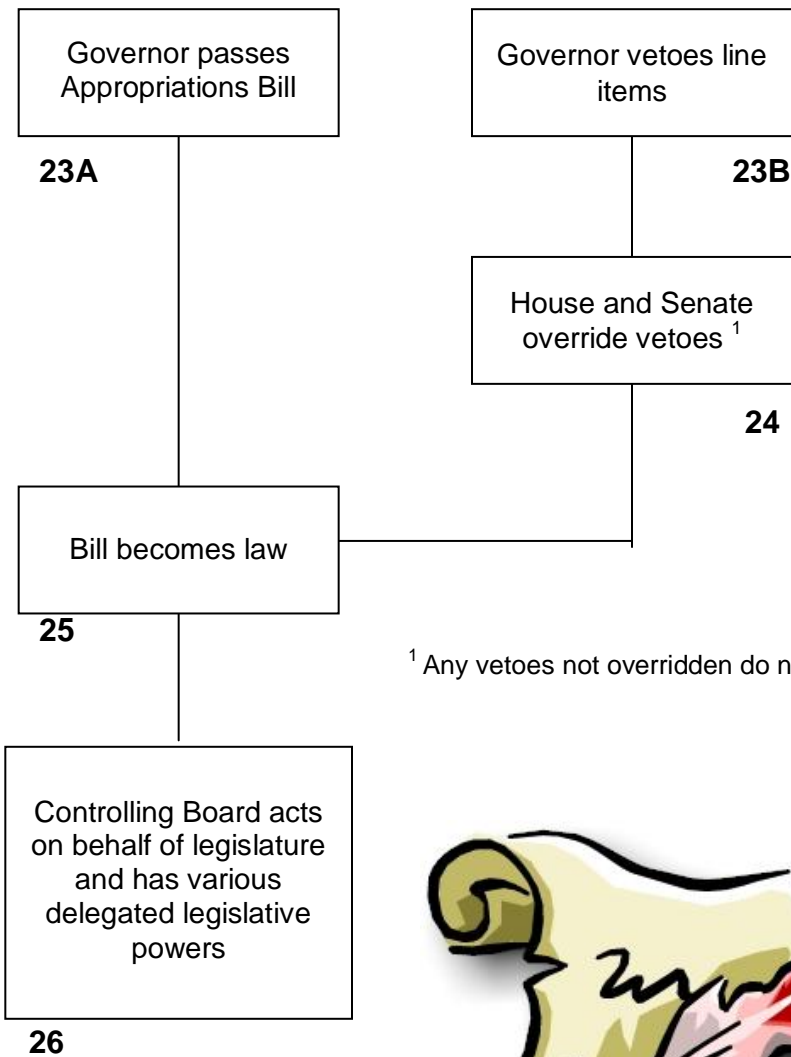 Governor passes
Appropriations Bill
23A
Governor vetoes line
items
23B
House and Senate
override vetoes 1
24
Bill becomes law
25
1 Any vetoes not overridden do
Controlling Board acts
on behalf of legislature
and has various
delegated legislative
powers
26